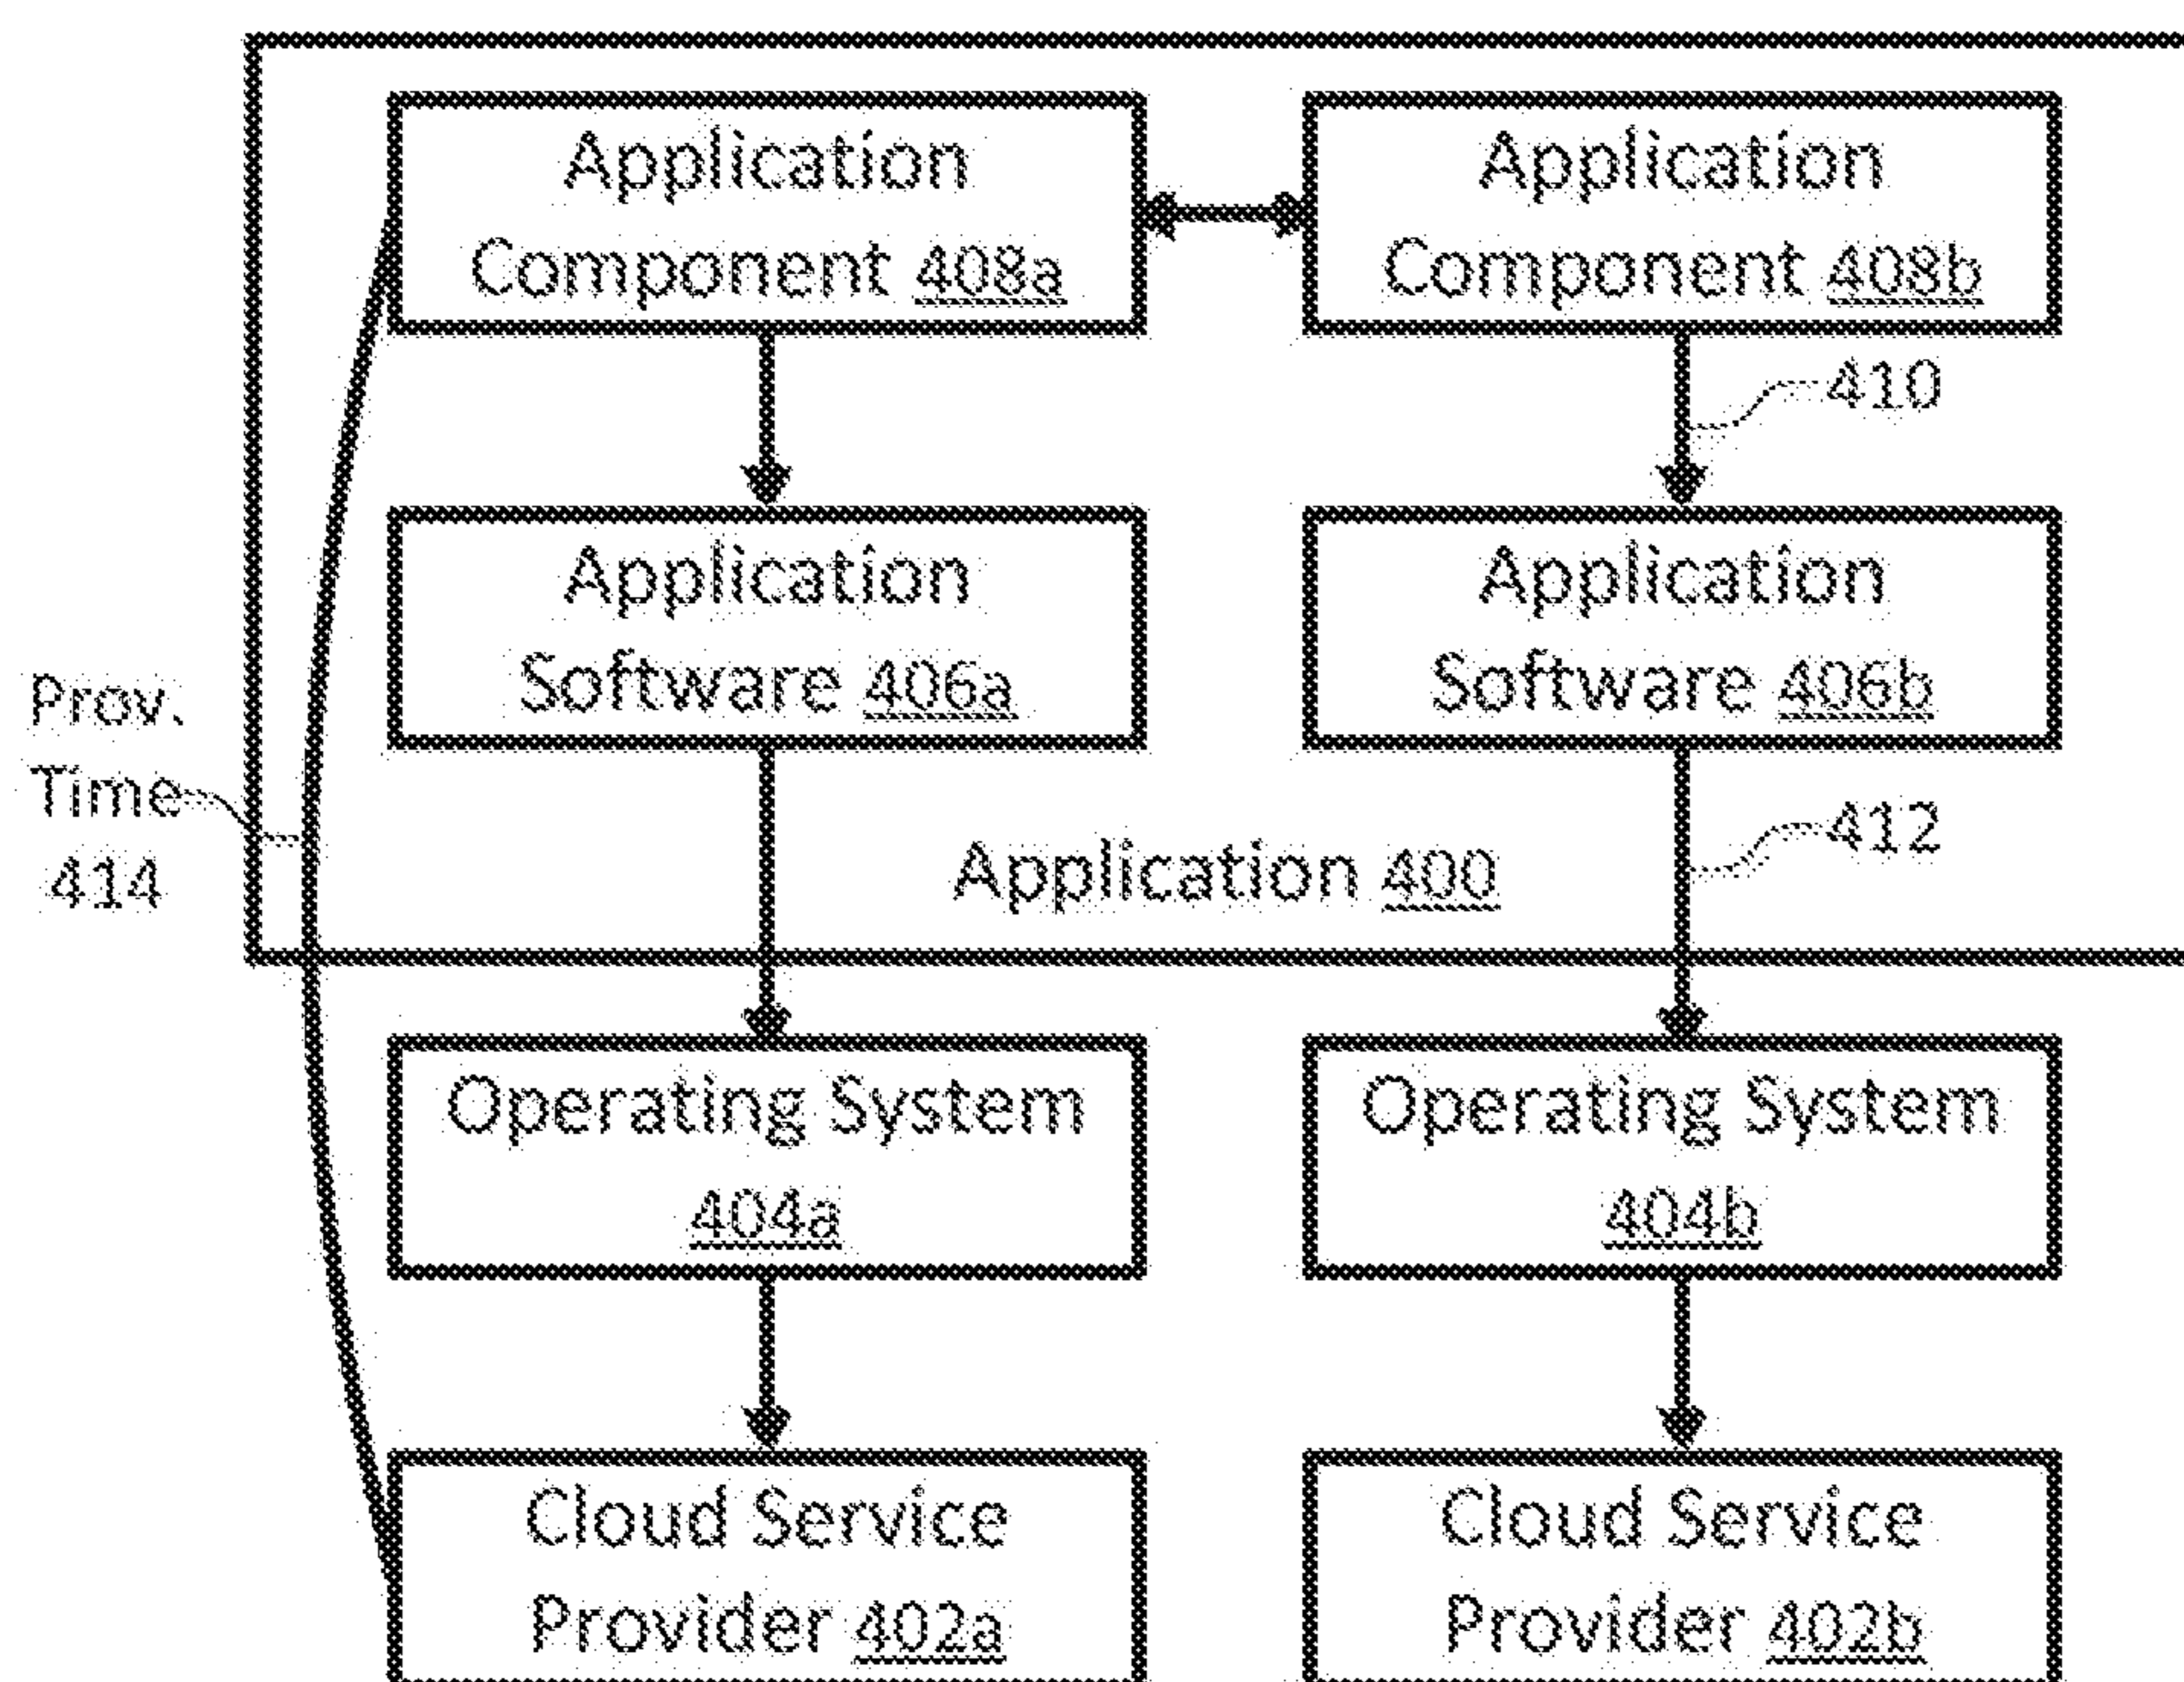 Application
Component 408a
Application
Component 408b
410
Application
Software 406a
Application
Software 406b
Prov.
Time
414
412
Application 400
Operating System
404a
Operating System
404b
Cloud Service
Provider 402a
Cloud Service
Provider 402b